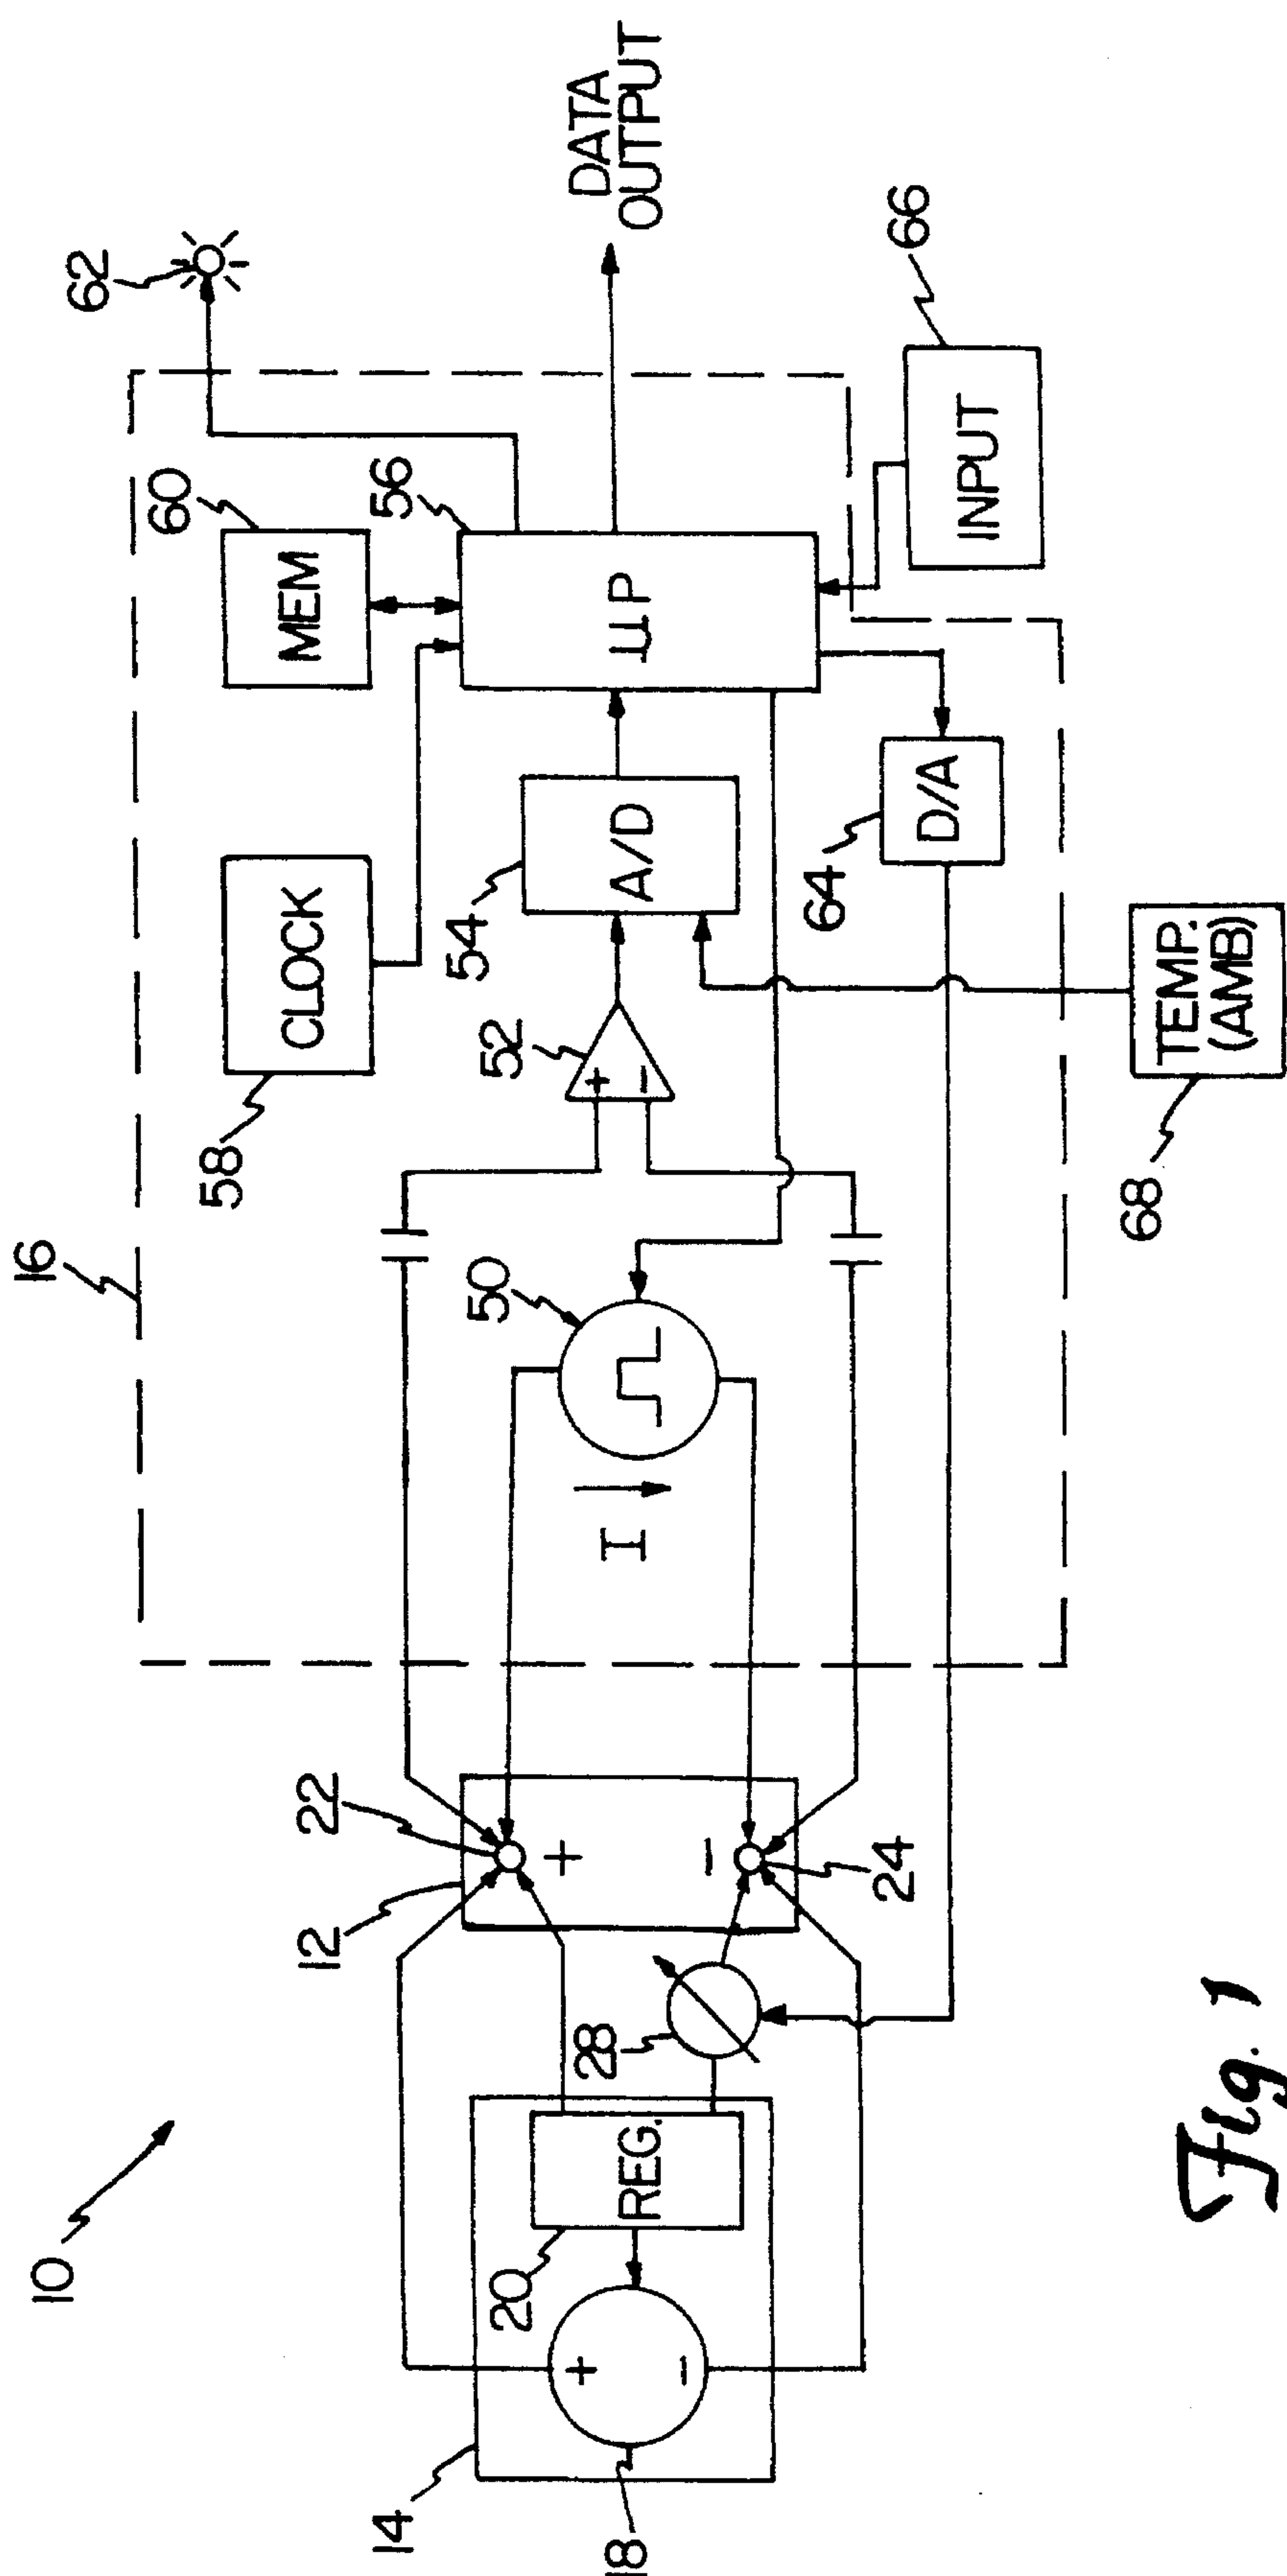 10
14
18
+
−
20
REG.
28
12
22
+
−
24
16
I
50
52
+
−
58
CLOCK
54
A/D
60
MEM
56
μP
64
D/A
62
DATA
OUTPUT
66
INPUT
68
TEMP.
(AMB)
Fig. 1